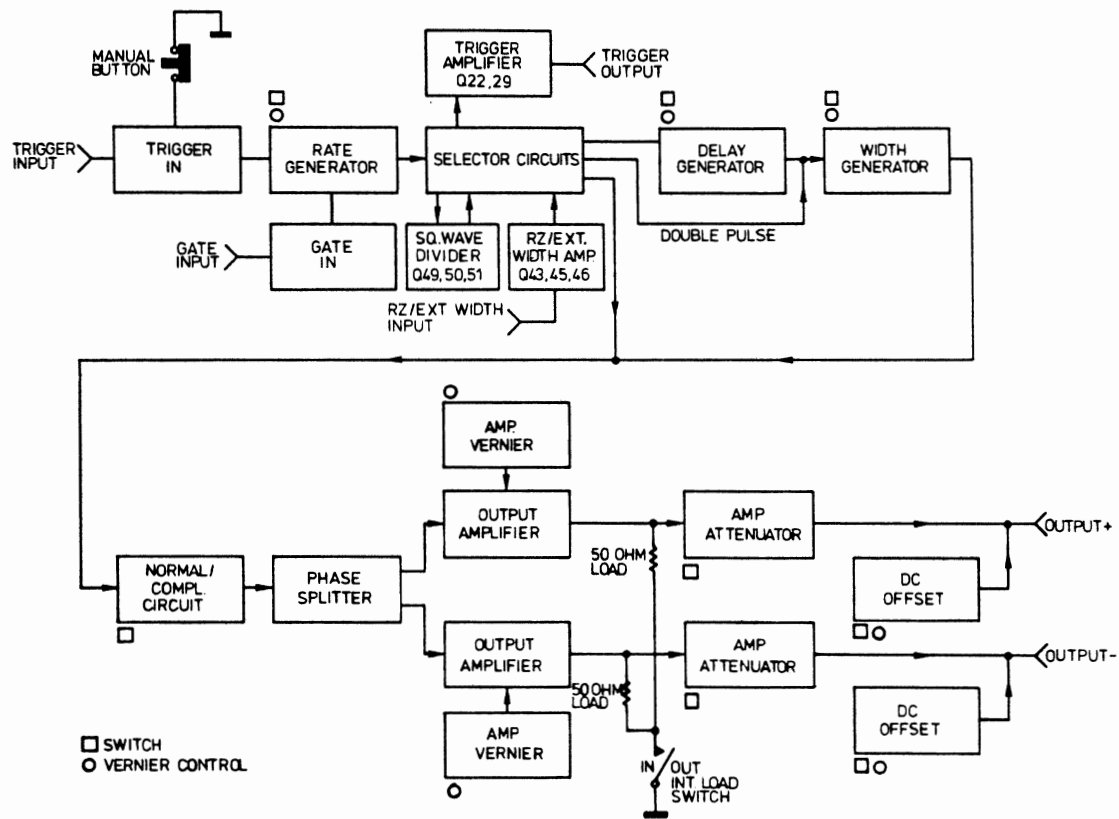 MANUAL
BUTTON
TRIGGER
AMPLIFIER
Q22,29
TRIGGER
OUTPUT
TRIGGER
INPUT
TRIGGER
IN
RATE
GENERATOR
SELECTOR CIRCUITS
DELAY
GENERATOR
WIDTH
GENERATOR
DOUBLE PULSE
GATE
INPUT
GATE
IN
SQ.WAVE
DIVIDER
Q49,50,51
RZ/EXT.
WIDTH AMP
Q43,45,46
RZ/EXT WIDTH
INPUT
AMP.
VERNIER
OUTPUT
AMPLIFIER
AMP
ATTENUATOR
OUTPUT+
50 OHM
LOAD
DC
OFFSET
NORMAL/
COMPL.
CIRCUIT
PHASE
SPLITTER
OUTPUT
AMPLIFIER
AMP
ATTENUATOR
OUTPUT-
50 OHM
LOAD
DC
OFFSET
AMP
VERNIER
SWITCH
VERNIER CONTROL
IN
OUT
INT. LOAD
SWITCH